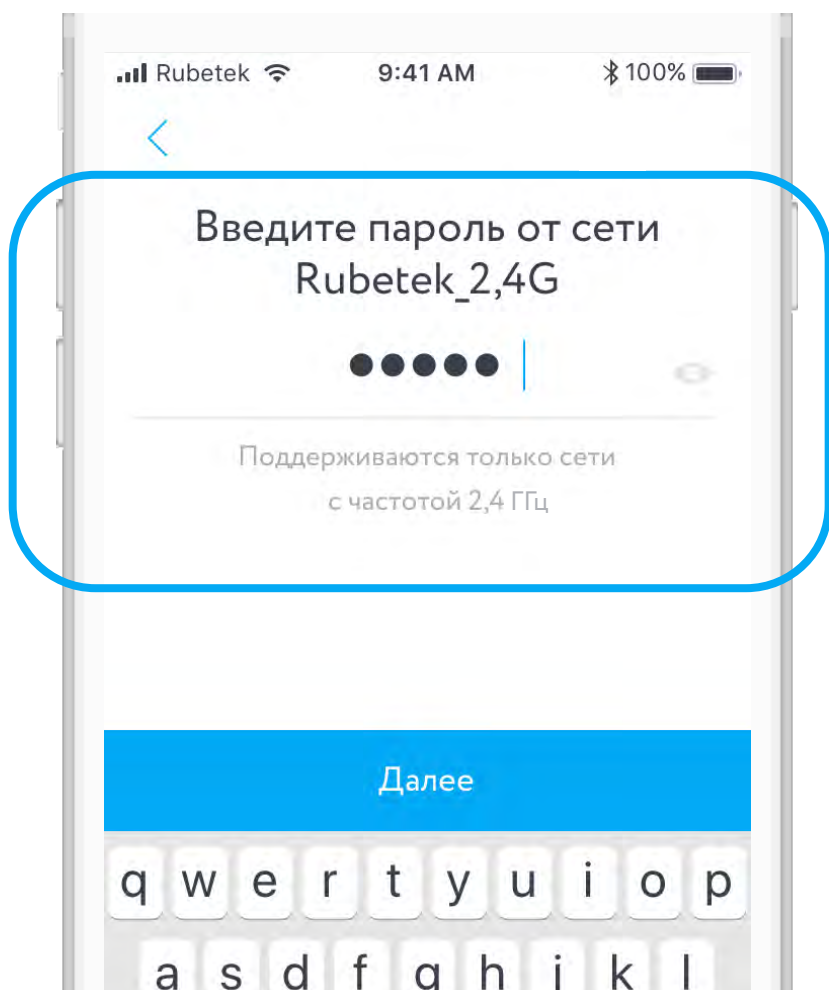 Rubetek 9:41 AM 100%
Введите пароль от сети
Rubetek_2,4G
Поддерживаются только сети
с частотой 2,4 ГГц
Далее
q w e r t y u i o p
a s d f g h j k l